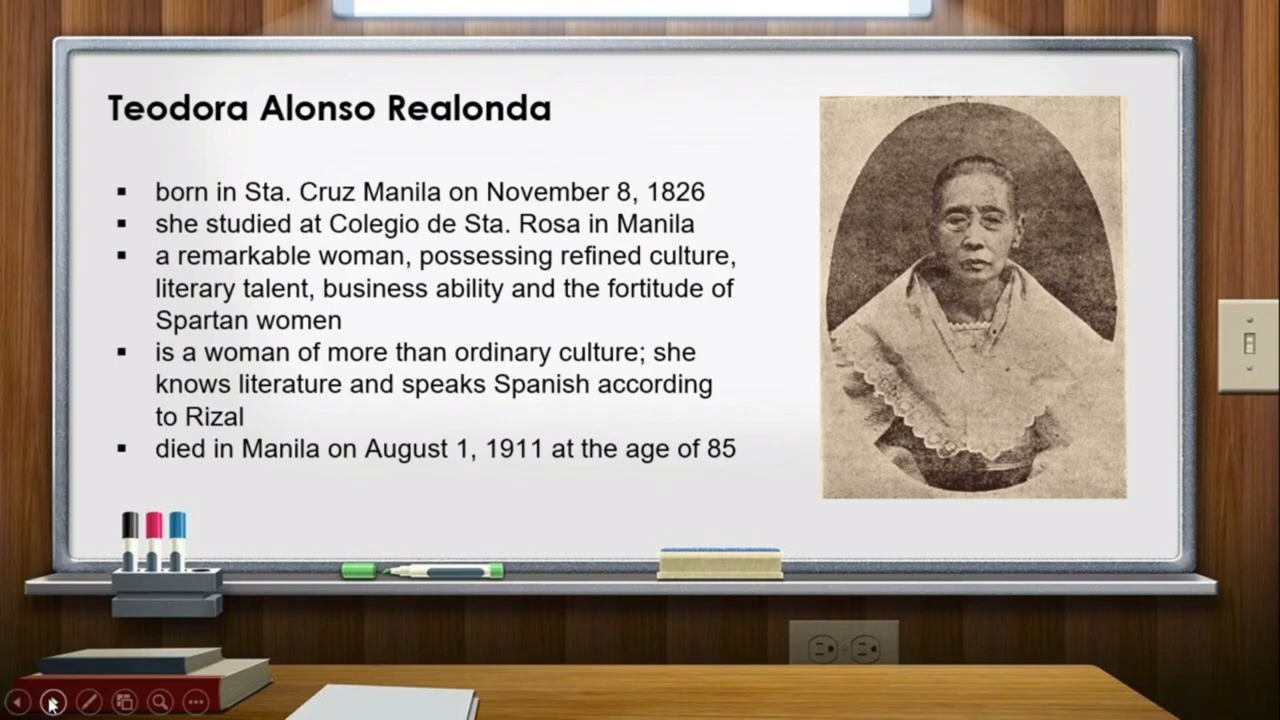 Teodora Alonso Realonda
▪ born in Sta. Cruz Manila on November 8, 1826
▪ she studied at Colegio de Sta. Rosa in Manila
▪ a remarkable woman, possessing refined culture,
literary talent, business ability and the fortitude of
Spartan women
▪ is a woman of more than ordinary culture; she
knows literature and speaks Spanish according
to Rizal
▪ died in Manila on August 1, 1911 at the age of 85